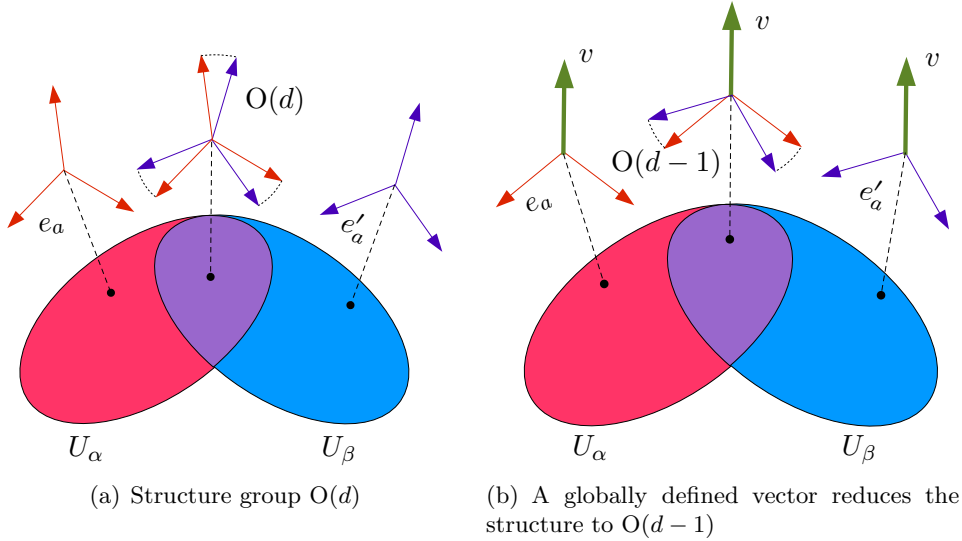 O(d)
e_a
e'_a
U_α
U_β
(a) Structure group O(d)
v
v
v
O(d − 1)
e_a
e'_a
U_α
U_β
(b) A globally defined vector reduces the
structure to O(d − 1)